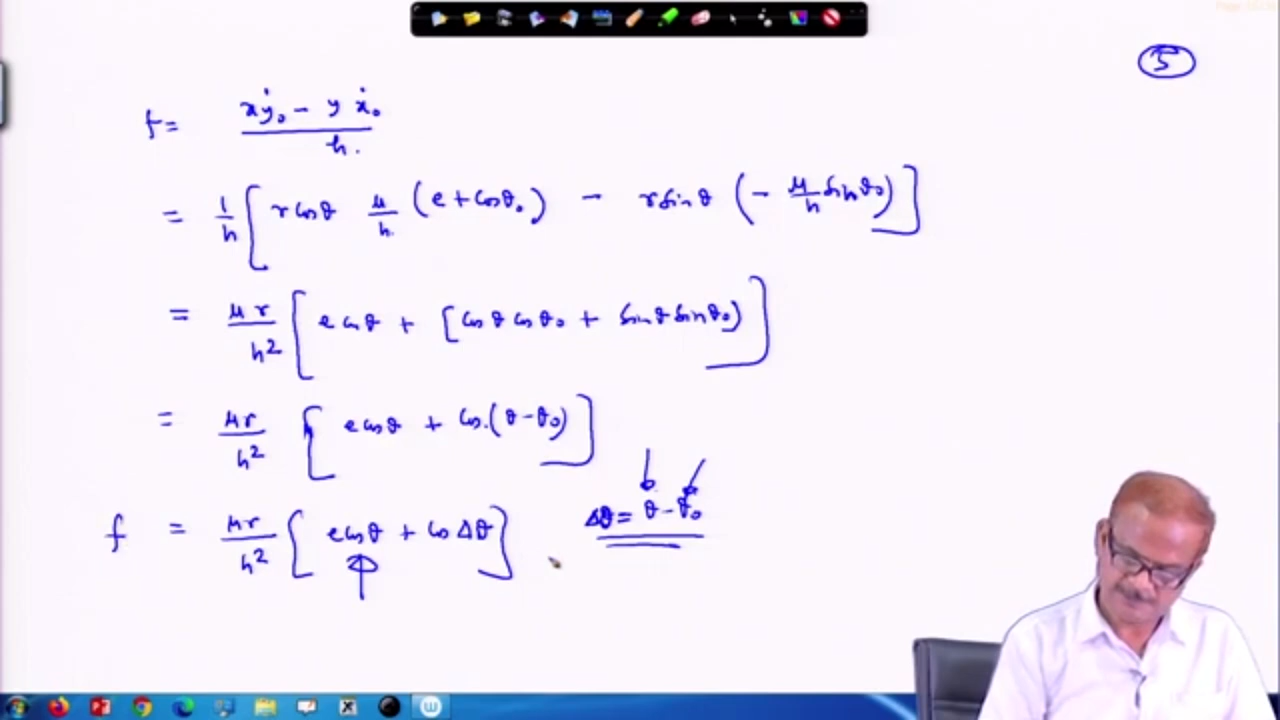 5
f = (xẏ₀ − y ẋ₀) / h.
= 1/h [ r cosθ μ/h (e + cosθ₀) − r sinθ (− μ/h sinθ₀) ]
= μr/h² [ e cosθ + [cosθ cosθ₀ + sinθ sinθ₀) ]
= μr/h² [ e cosθ + cos.(θ−θ₀) ]
Δθ = θ − θ₀
f = μr/h² [ e cosθ + cos Δθ ]